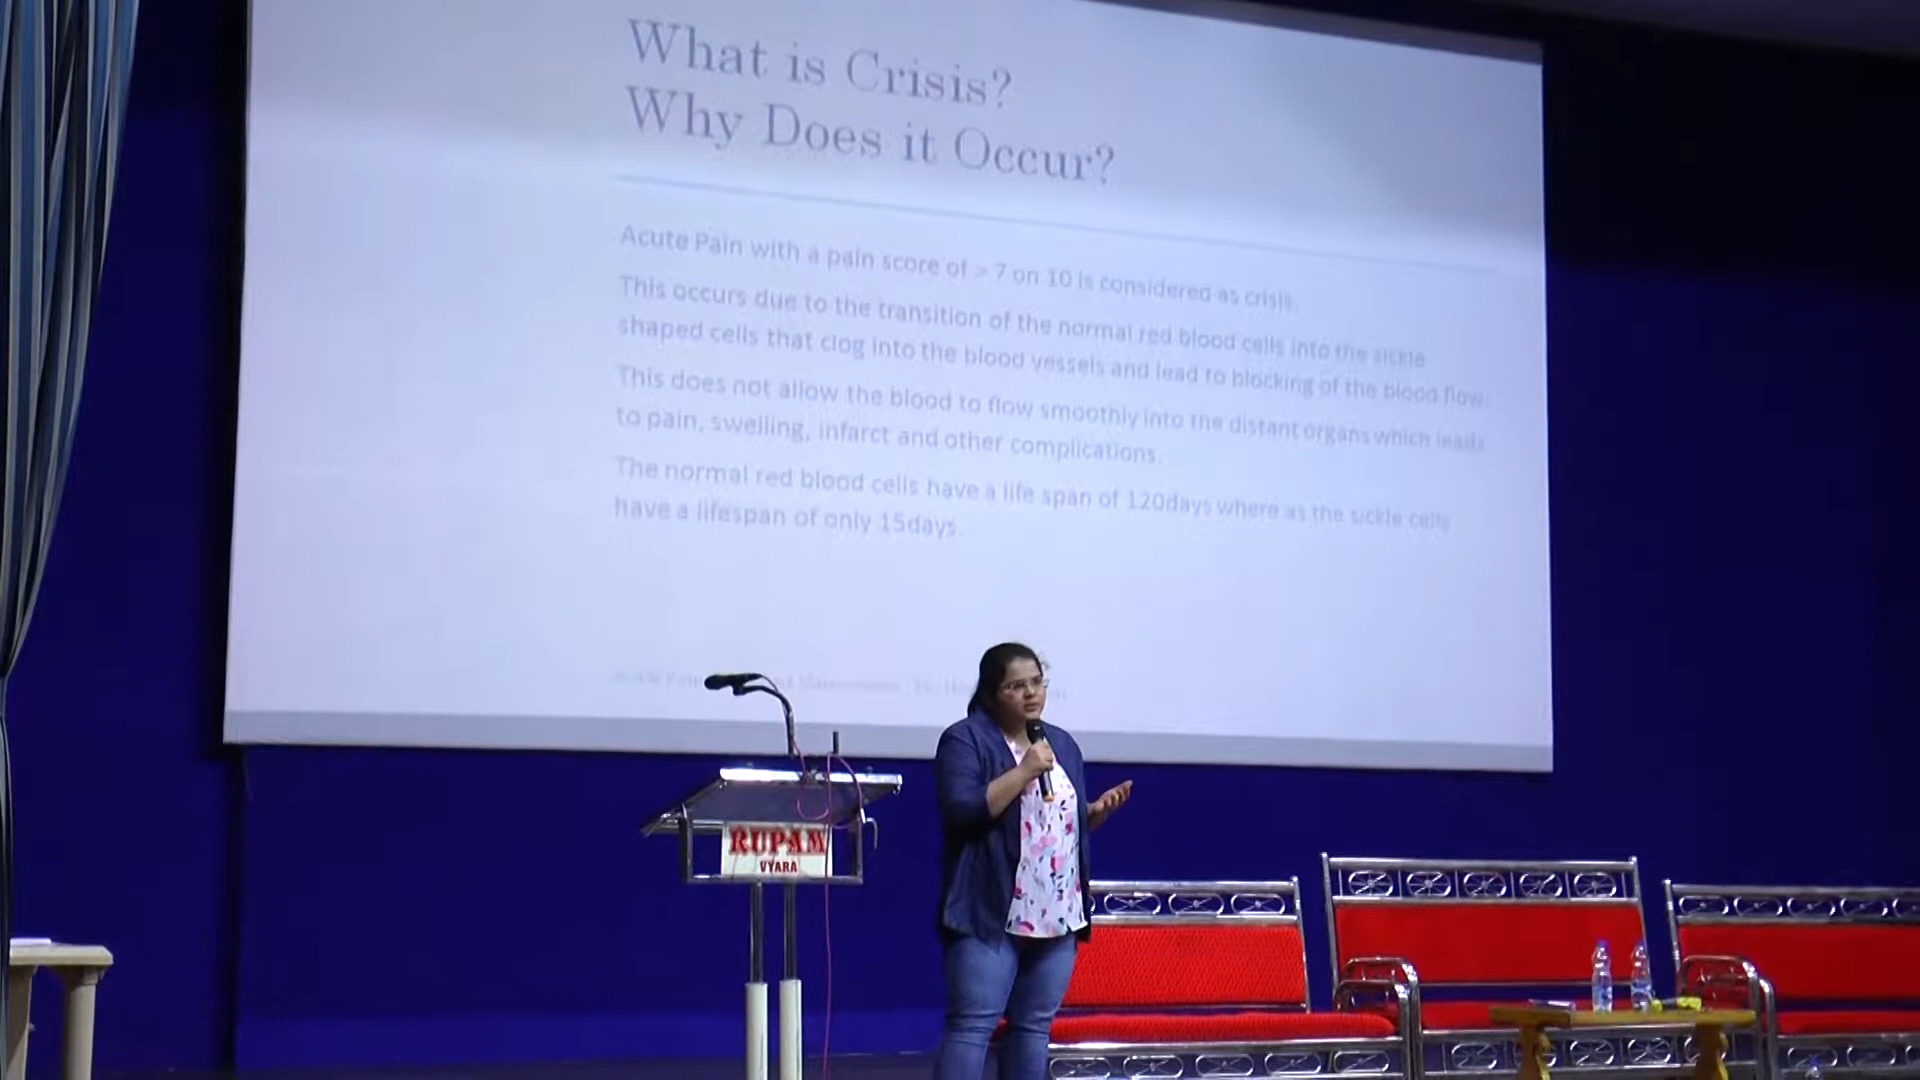 What is Crisis?
Why Does it Occur?
Acute Pain with a pain score of > 7 on 10 is considered as crisis.
This occurs due to the transition of the normal red blood cells into the sickle
shaped cells that clog into the blood vessels and lead to blocking of the blood flow.
This does not allow the blood to flow smoothly into the distant organs which leads
to pain, swelling, infarct and other complications.
The normal red blood cells have a life span of 120days where as the sickle cells
have a lifespan of only 15days.
RUPAM
VYARA